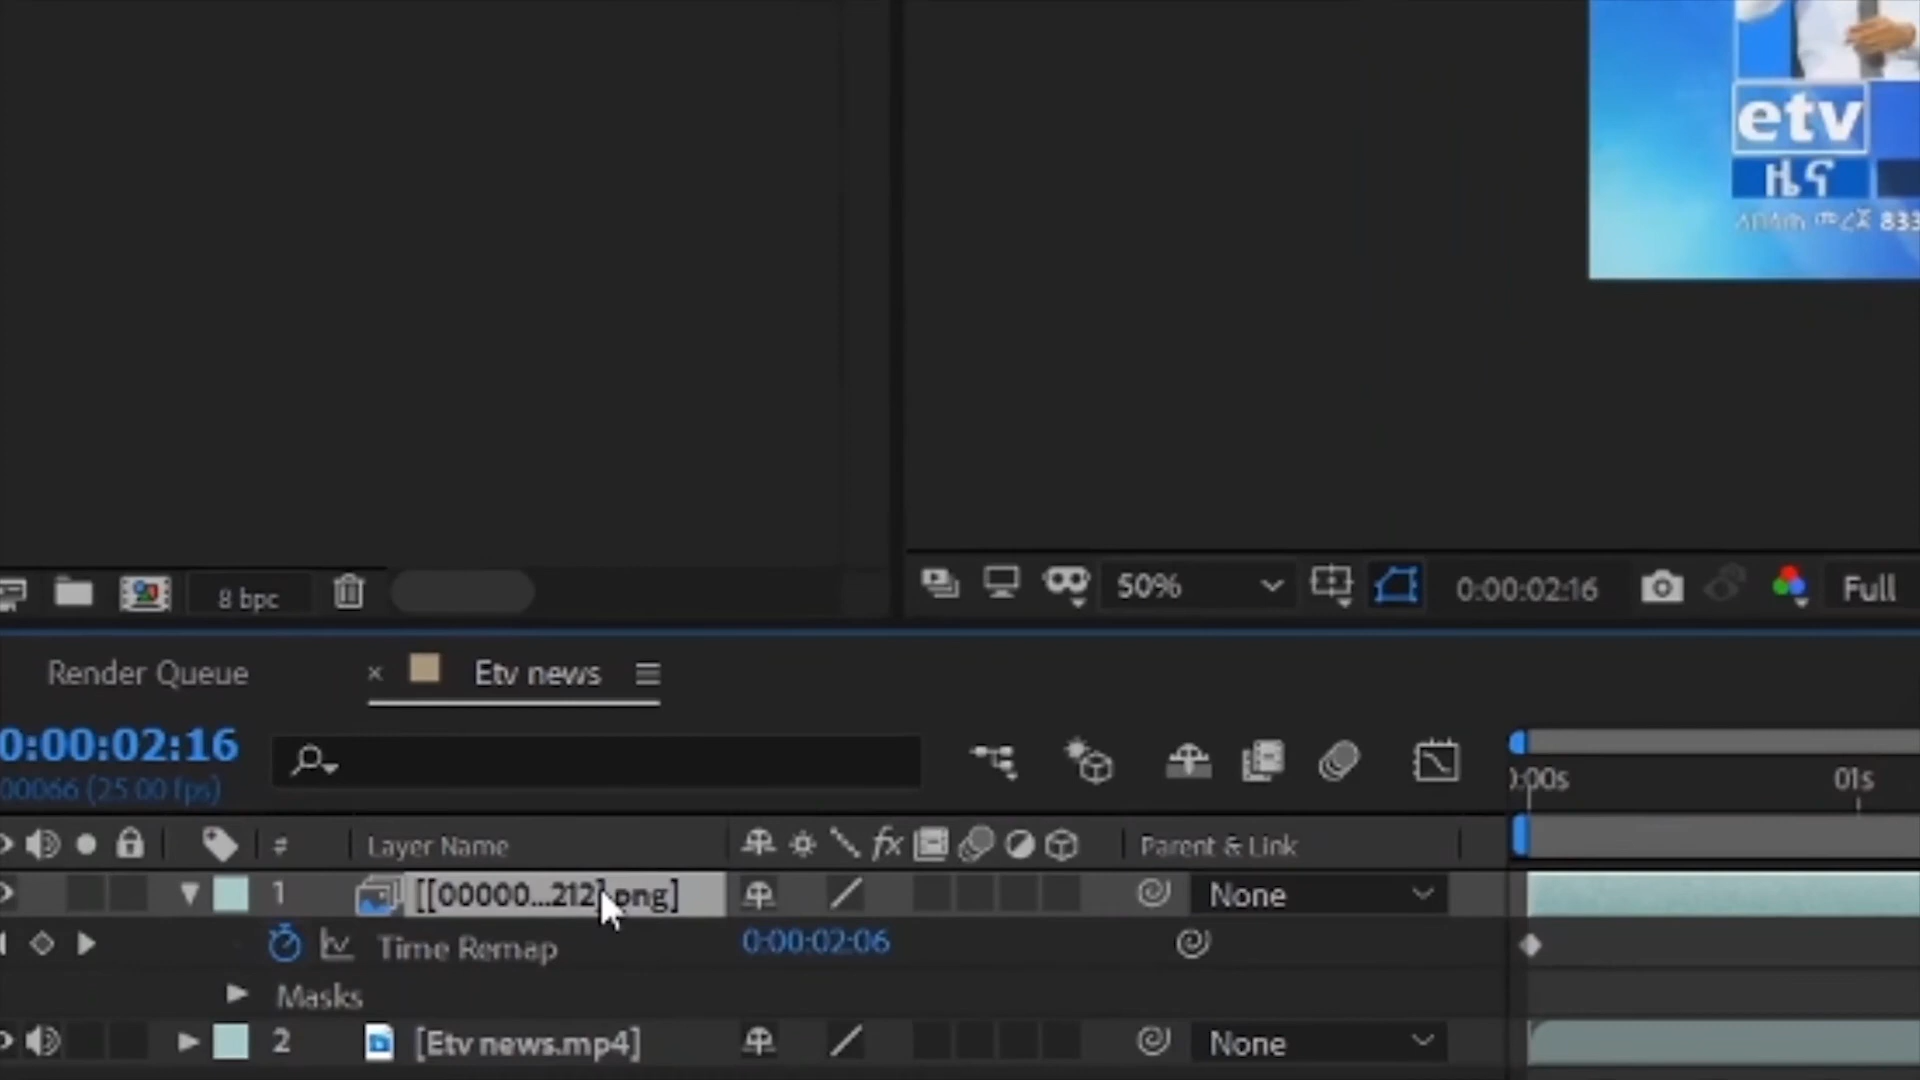 etv
ዜና
833
8 bpc
50%
0:00:02:16
Full
Render Queue
× Etv news
0:00:02:16
00066 (25.00 fps)
0:00s
01s
# Layer Name
fx
Parent & Link
1 [[00000...212].png]
None
Time Remap
0:00:02:06
Masks
2 [Etv news.mp4]
None